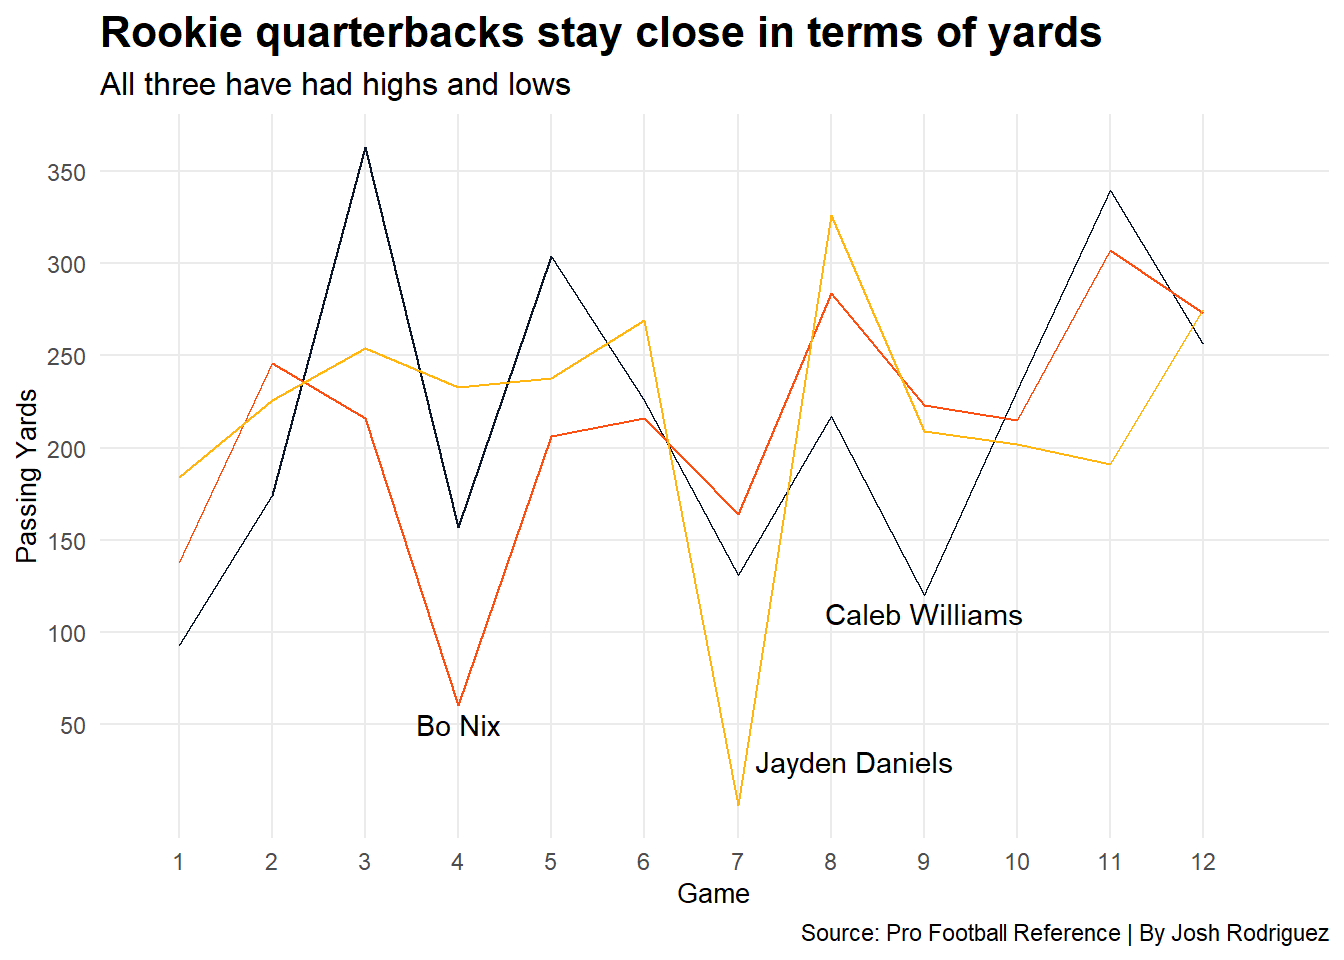 Rookie quarterbacks stay close in terms of yards
All three have had highs and lows
350
300
250
200
150
100
50
Passing Yards
Caleb Williams
Bo Nix
Jayden Daniels
1 2 3 4 5 6 7 8 9 10 11 12
Game
Source: Pro Football Reference | By Josh Rodriguez